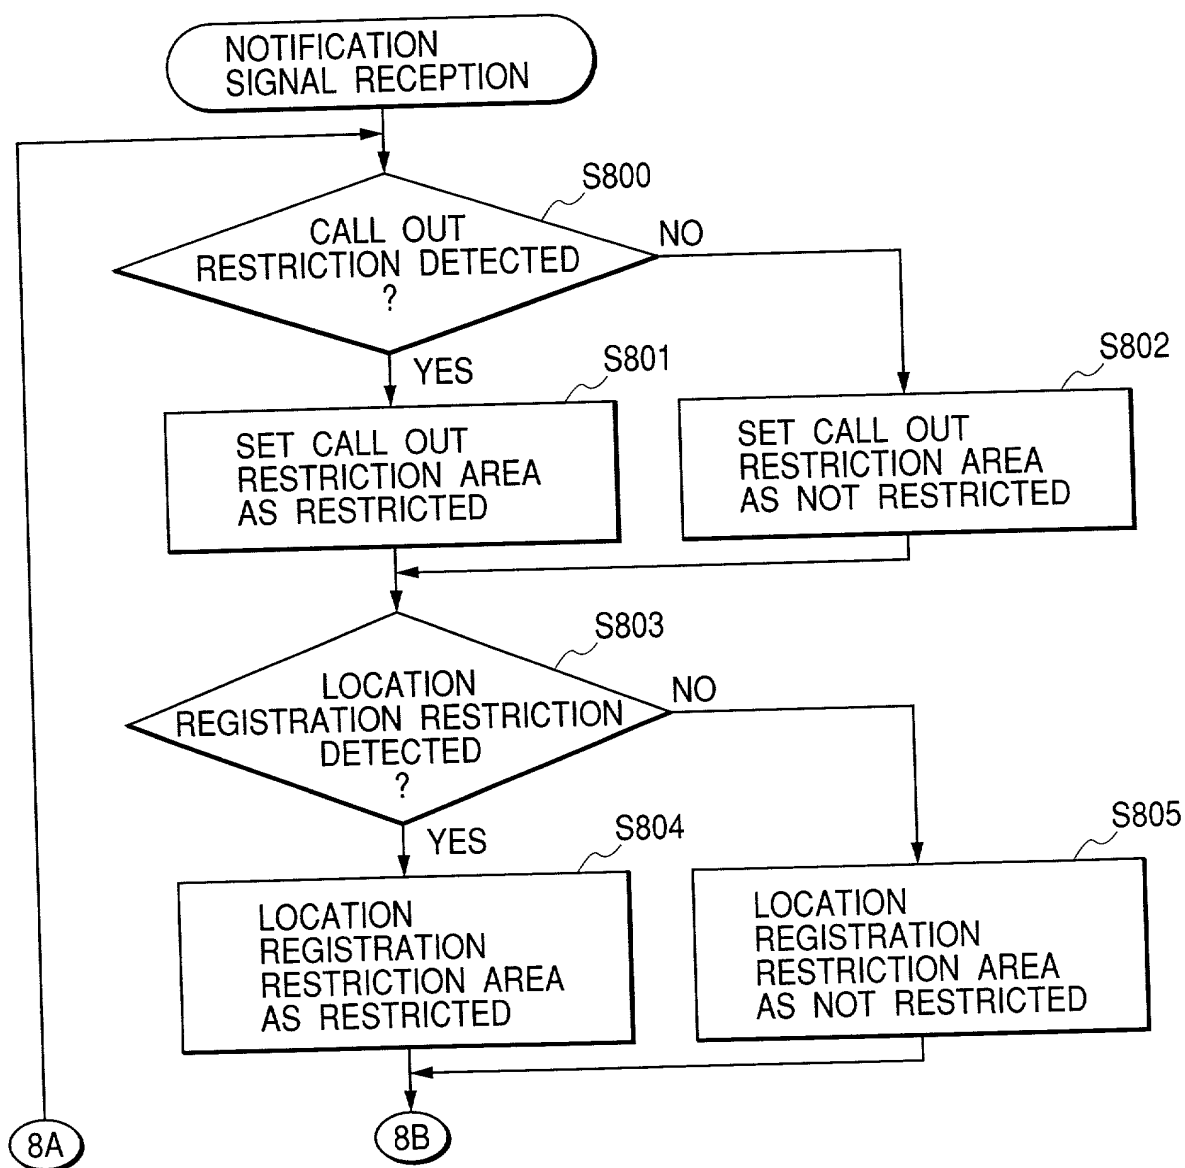 NOTIFICATION
SIGNAL RECEPTION
S800
CALL OUT
RESTRICTION DETECTED
?
NO
YES
S801
S802
SET CALL OUT
RESTRICTION AREA
AS RESTRICTED
SET CALL OUT
RESTRICTION AREA
AS NOT RESTRICTED
S803
LOCATION
REGISTRATION RESTRICTION
DETECTED
?
NO
YES
S804
S805
LOCATION
REGISTRATION
RESTRICTION AREA
AS RESTRICTED
LOCATION
REGISTRATION
RESTRICTION AREA
AS NOT RESTRICTED
8A
8B